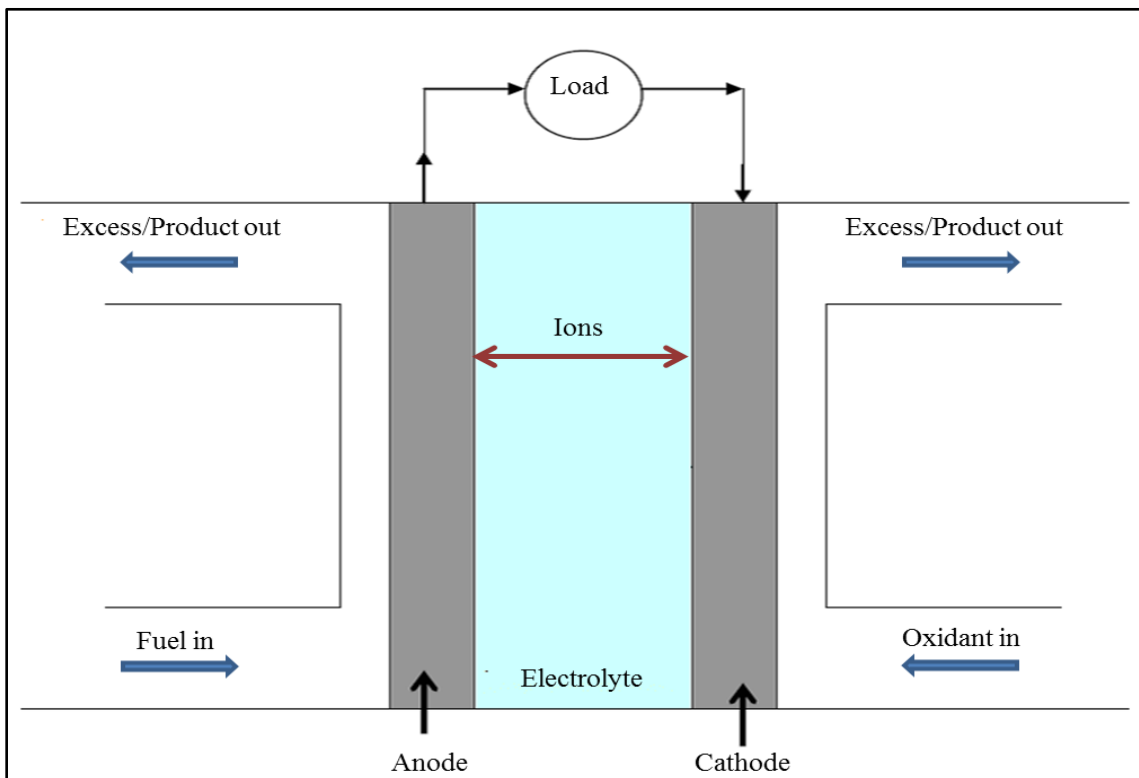 Load
Excess/Product out
Excess/Product out
Ions
Fuel in
Oxidant in
Electrolyte
Anode
Cathode